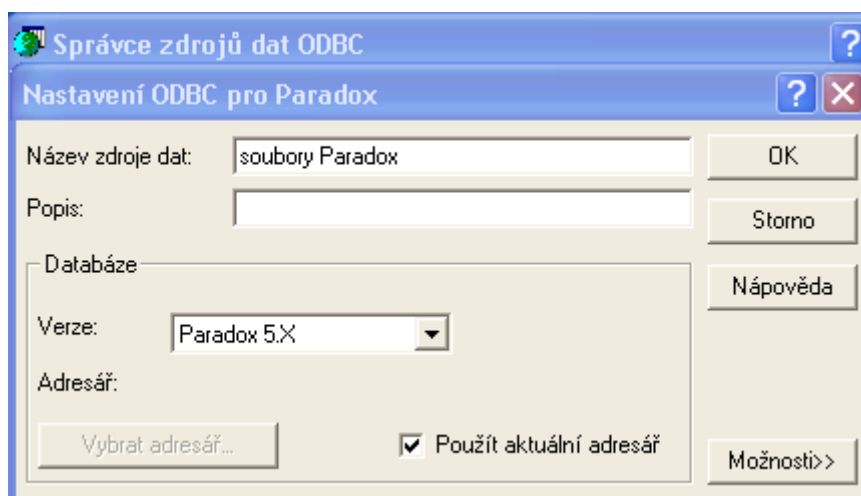 Správce zdrojů dat ODBC ?
Nastavení ODBC pro Paradox ?
Název zdroje dat: soubory Paradox OK
Popis: Storno
Databáze Nápověda
Verze: Paradox 5.X
Adresář:
Vybrat adresář... Použít aktuální adresář Možnosti>>